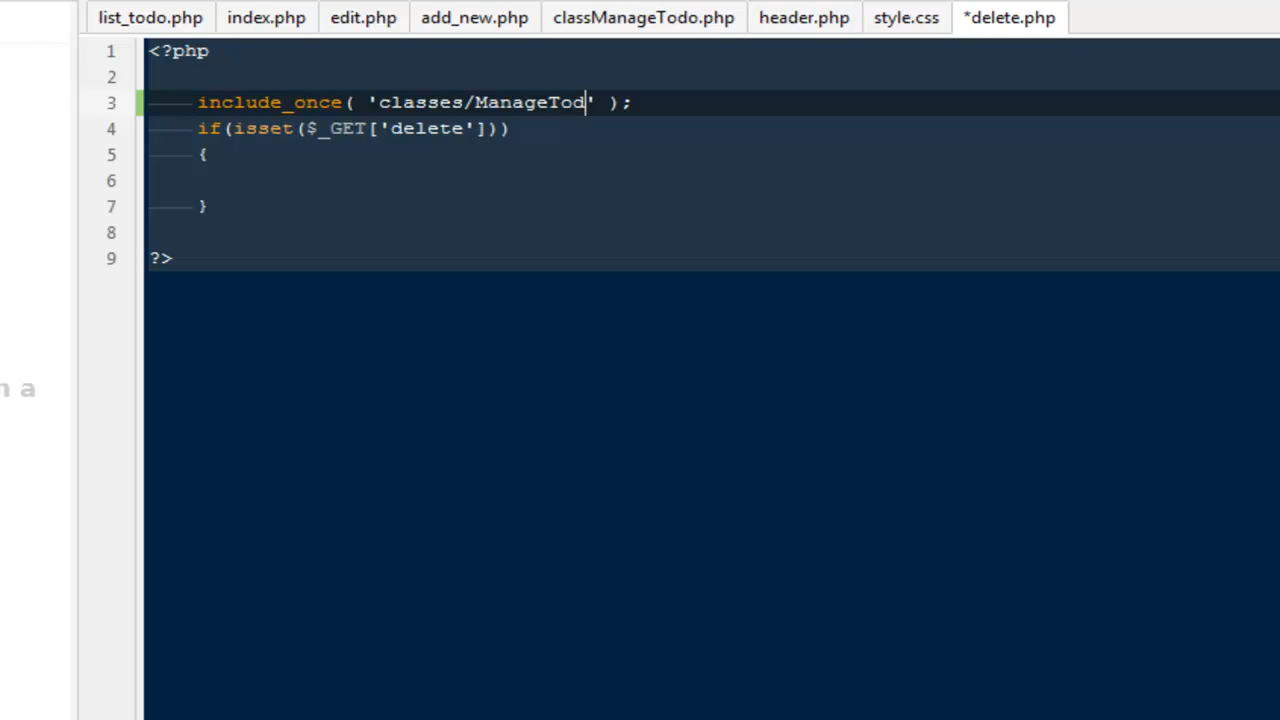 list_todo.php index.php edit.php add_new.php classManageTodo.php header.php style.css *delete.php
1 <?php
2
3 include_once( 'classes/ManageTod' );
4 if(isset($_GET['delete']))
5 {
6
7 }
8
9 ?>
n a